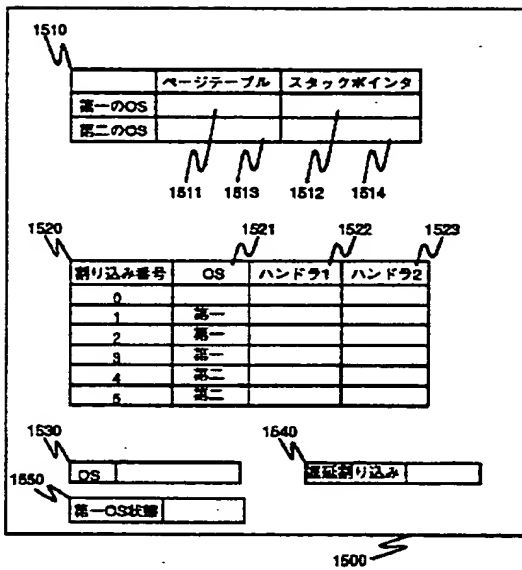 1510
ページテーブル スタックポインタ
第一のOS
第二のOS
1511 1513 1512 1514
1520 1521 1522 1523
割り込み番号 OS ハンドラ1 ハンドラ2
0
1 第一
2 第一
3 第一
4 第二
5 第二
1530 1540
OS 遅延割り込み
1550
第一OS状態
1500